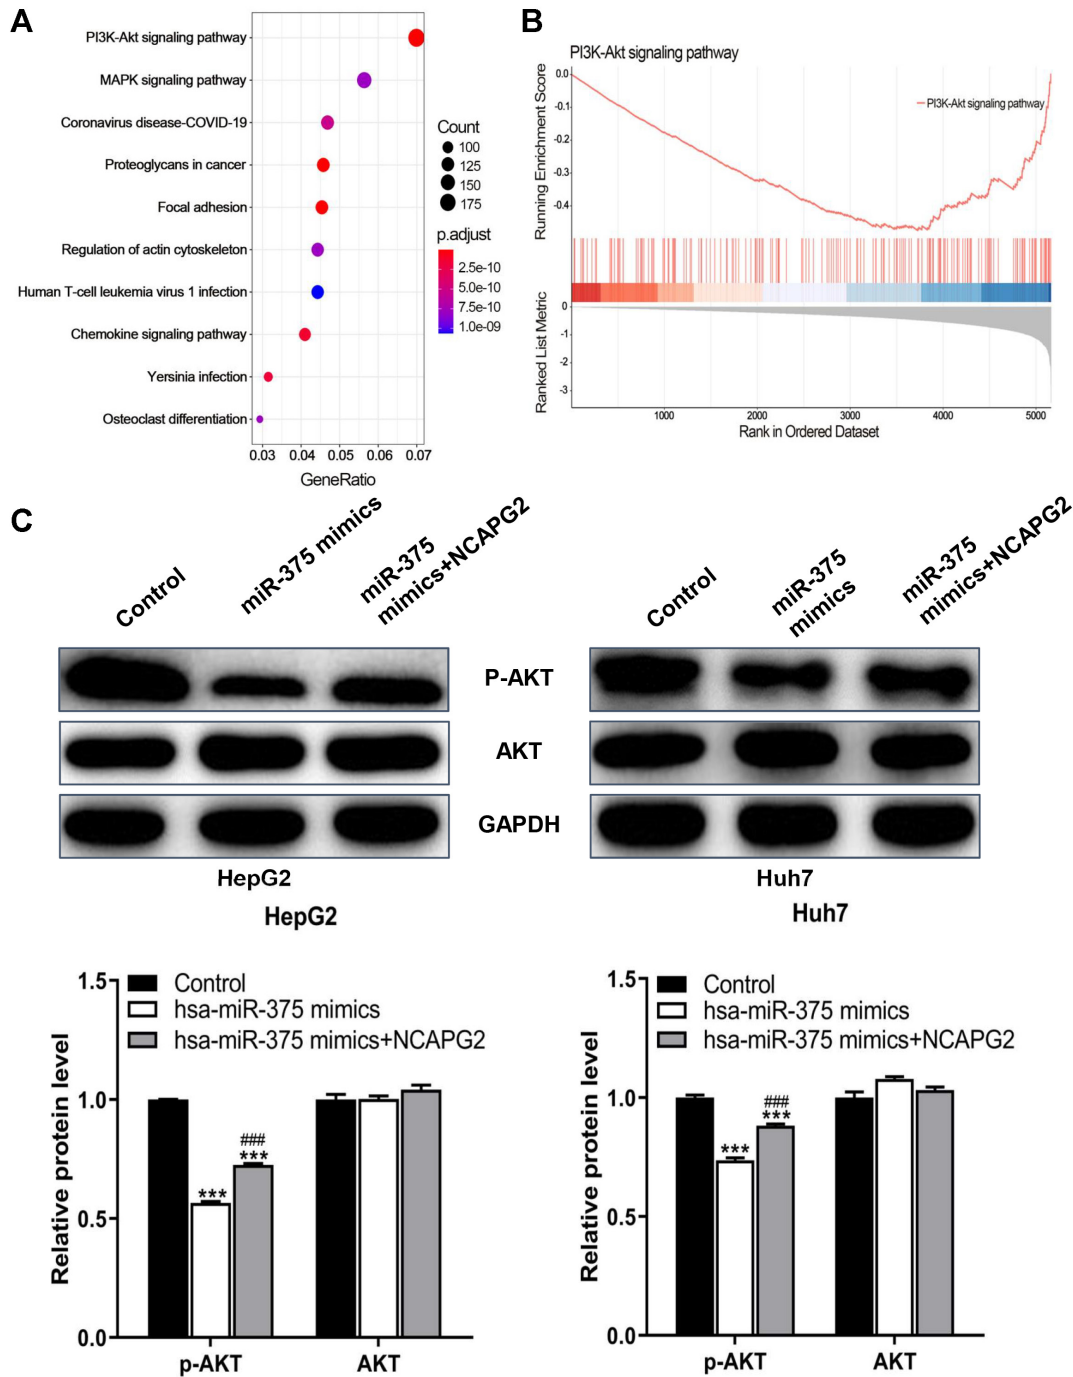 A
PI3K-Akt signaling pathway
MAPK signaling pathway
Coronavirus disease-COVID-19
Proteoglycans in cancer
Focal adhesion
Regulation of actin cytoskeleton
Human T-cell leukemia virus 1 infection
Chemokine signaling pathway
Yersinia infection
Osteoclast differentiation
0.03 0.04 0.05 0.06 0.07
GeneRatio
Count
100
125
150
175
p.adjust
2.5e-10
5.0e-10
7.5e-10
1.0e-09
B
PI3K-Akt signaling pathway
Running Enrichment Score
0.0
-0.1
-0.2
-0.3
-0.4
PI3K-Akt signaling pathway
Ranked List Metric
0
-1
-2
-3
1000 2000 3000 4000 5000
Rank in Ordered Dataset
C
Control
miR-375 mimics
miR-375
mimics+NCAPG2
Control
miR-375
mimics
miR-375
mimics+NCAPG2
P-AKT
AKT
GAPDH
HepG2
Huh7
HepG2
Relative protein level
1.5
1.0
0.5
0.0
Control
hsa-miR-375 mimics
hsa-miR-375 mimics+NCAPG2
***
###
***
p-AKT AKT
Huh7
Relative protein level
1.5
1.0
0.5
0.0
Control
hsa-miR-375 mimics
hsa-miR-375 mimics+NCAPG2
***
###
***
p-AKT AKT